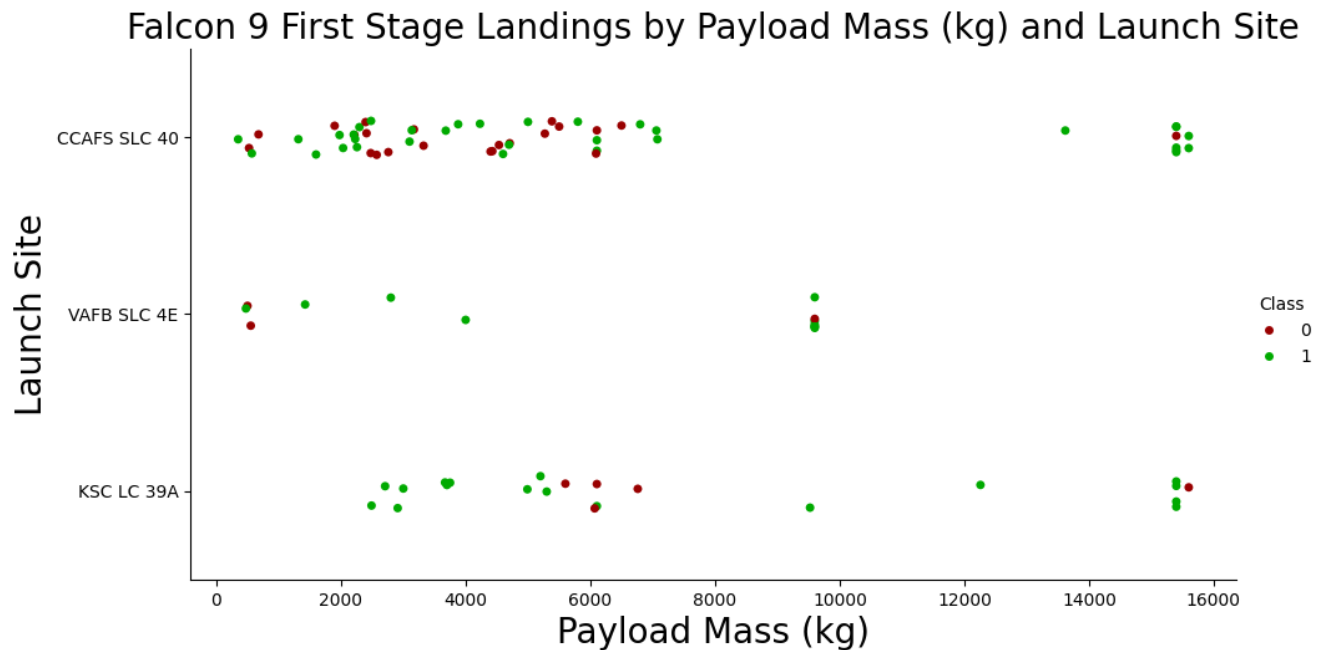 Falcon 9 First Stage Landings by Payload Mass (kg) and Launch Site
Launch Site
CCAFS SLC 40
VAFB SLC 4E
KSC LC 39A
Class
0
1
0 2000 4000 6000 8000 10000 12000 14000 16000
Payload Mass (kg)